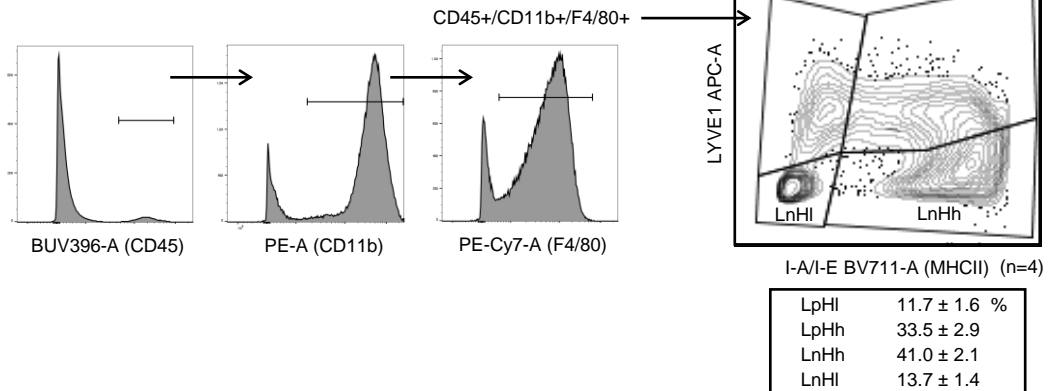 CD45+/CD11b+/F4/80+
BUV396-A (CD45)
PE-A (CD11b)
PE-Cy7-A (F4/80)
LYVE1 APC-A
LnHl
LnHh
I-A/I-E BV711-A (MHCII) (n=4)
LpHl 11.7 ± 1.6 %
LpHh 33.5 ± 2.9
LnHh 41.0 ± 2.1
LnHl 13.7 ± 1.4